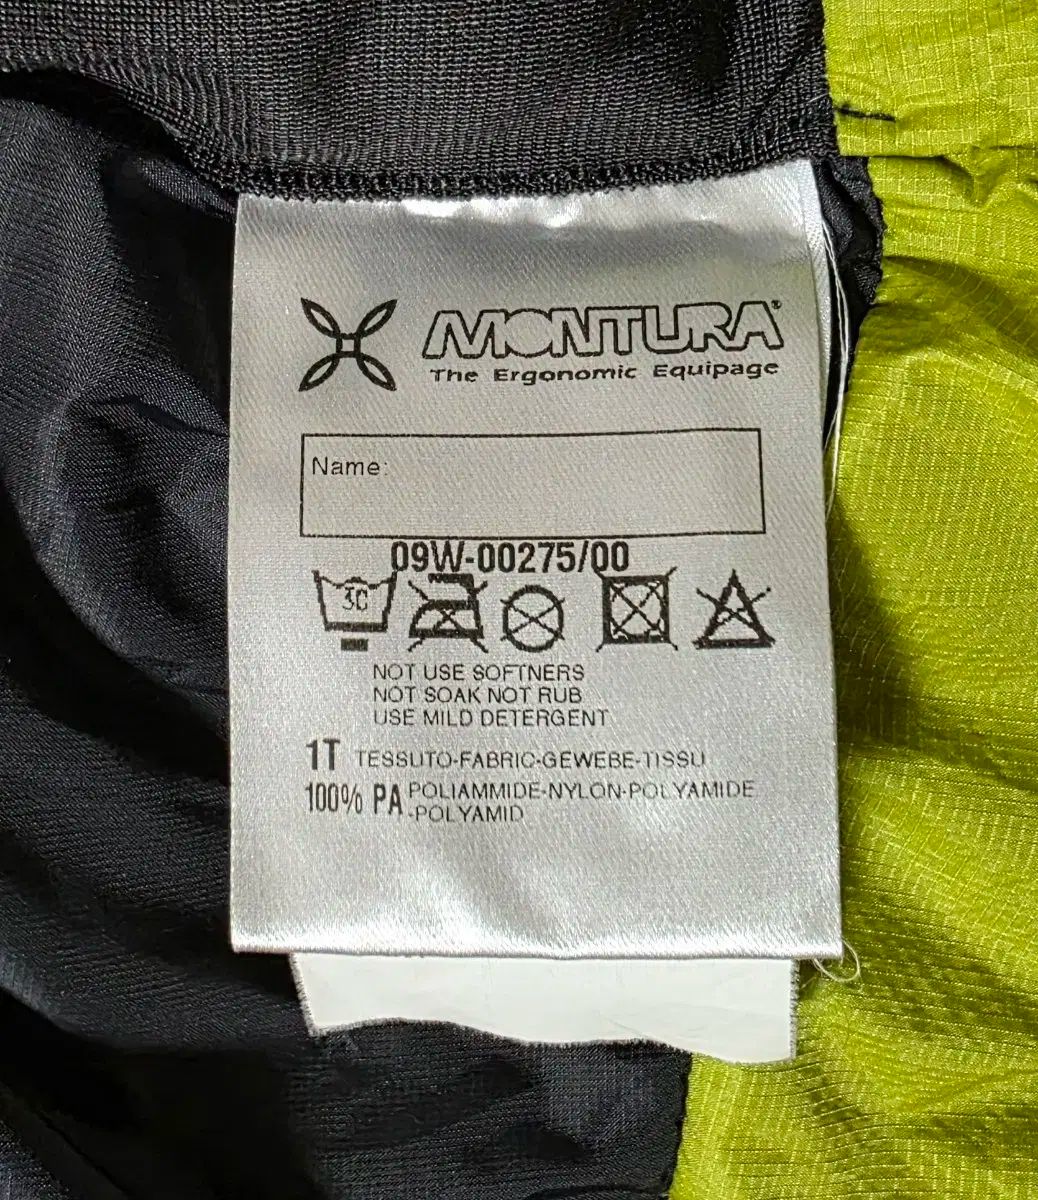 MONTURA®
The Ergonomic Equipage
Name:
09W-00275/00
30
NOT USE SOFTNERS
NOT SOAK NOT RUB
USE MILD DETERGENT
1T TESSUTO-FABRIC-GEWEBE-TISSU
100% PA POLIAMMIDE-NYLON-POLYAMIDE
-POLYAMID